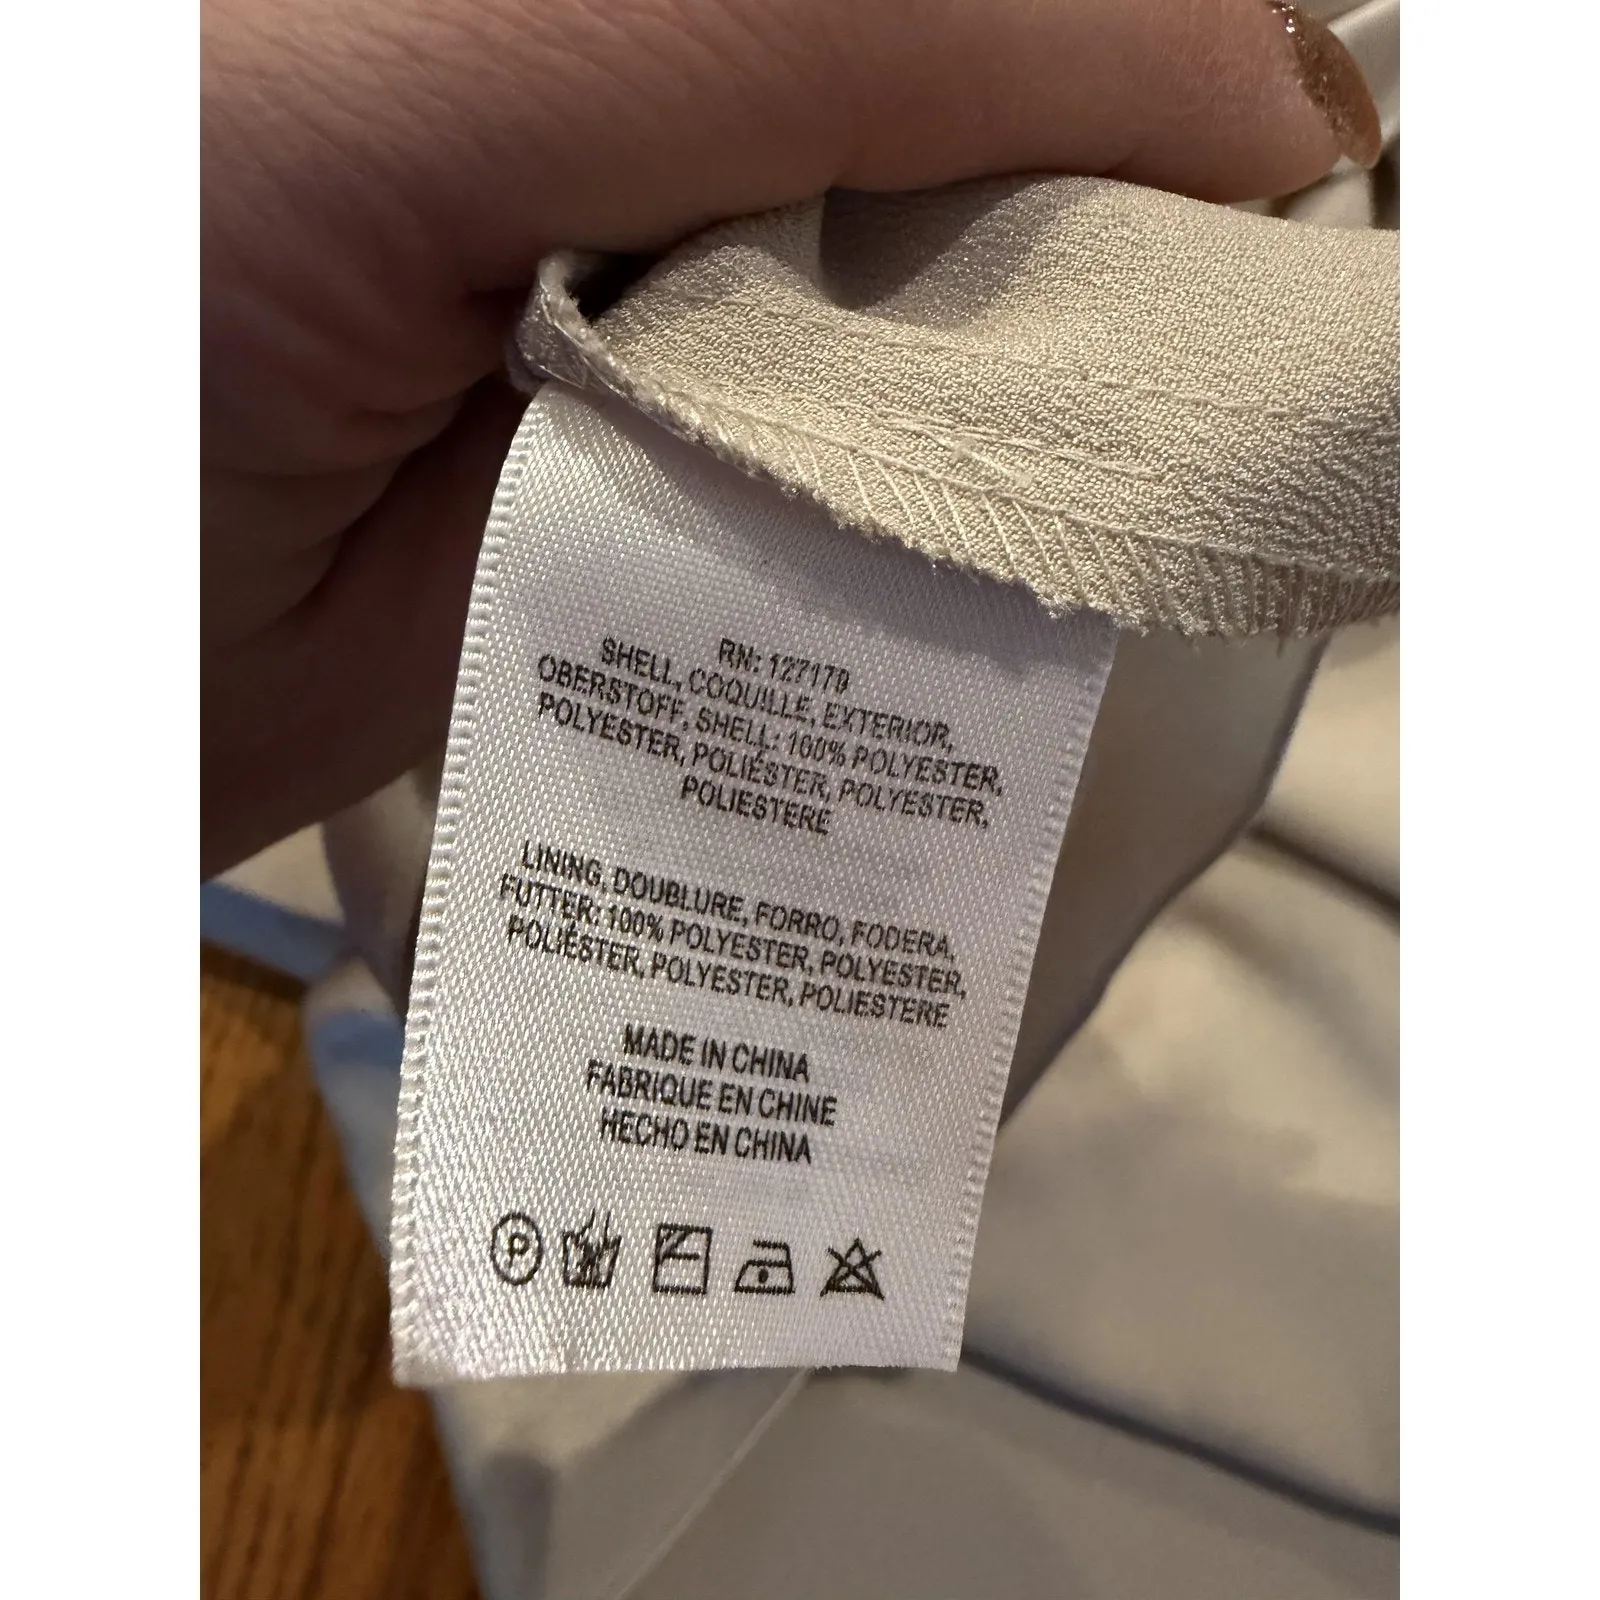 RN: 127179
SHELL, COQUILLE, EXTERIOR,
OBERSTOFF, SHELL: 100% POLYESTER,
POLYESTER, POLIÉSTER, POLYESTER,
POLIESTERE
LINING, DOUBLURE, FORRO, FODERA,
FUTTER: 100% POLYESTER, POLYESTER,
POLIÉSTER, POLYESTER, POLIESTERE
MADE IN CHINA
FABRIQUE EN CHINE
HECHO EN CHINA
P